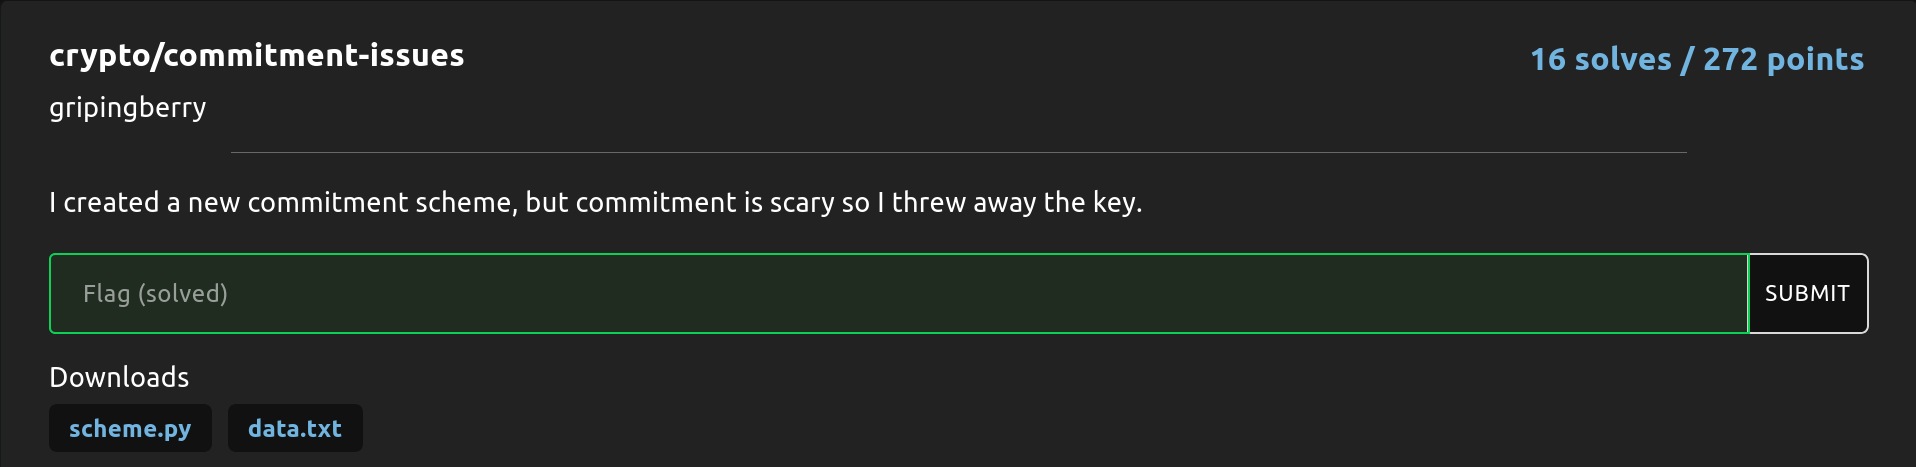 crypto/commitment-issues
16 solves / 272 points
gripingberry
I created a new commitment scheme, but commitment is scary so I threw away the key.
Flag (solved)
SUBMIT
Downloads
scheme.py
data.txt